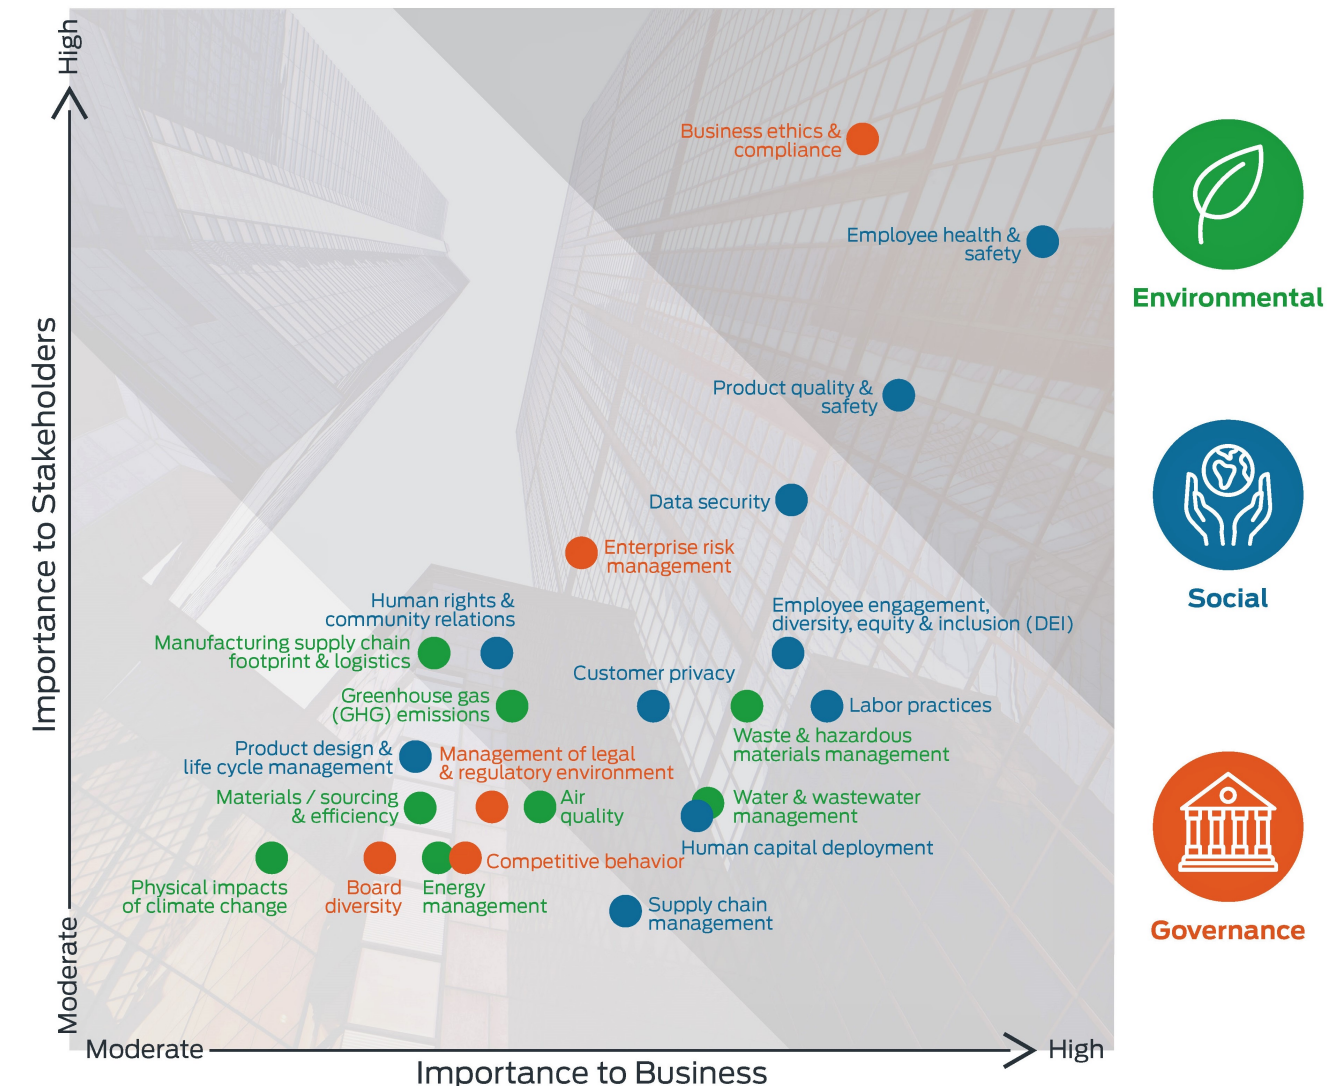 High
Business ethics &
compliance
Employee health &
safety
Environmental
Product quality &
safety
Importance to Stakeholders
Data security
Enterprise risk
management
Social
Human rights &
community relations
Employee engagement,
diversity, equity & inclusion (DEI)
Manufacturing supply chain
footprint & logistics
Customer privacy
Greenhouse gas
(GHG) emissions
Labor practices
Waste & hazardous
materials management
Product design &
life cycle management
Management of legal
& regulatory environment
Materials / sourcing
& efficiency
Air
quality
Water & wastewater
management
Human capital deployment
Competitive behavior
Physical impacts
of climate change
Board
diversity
Energy
management
Supply chain
management
Governance
Moderate
Moderate
High
Importance to Business